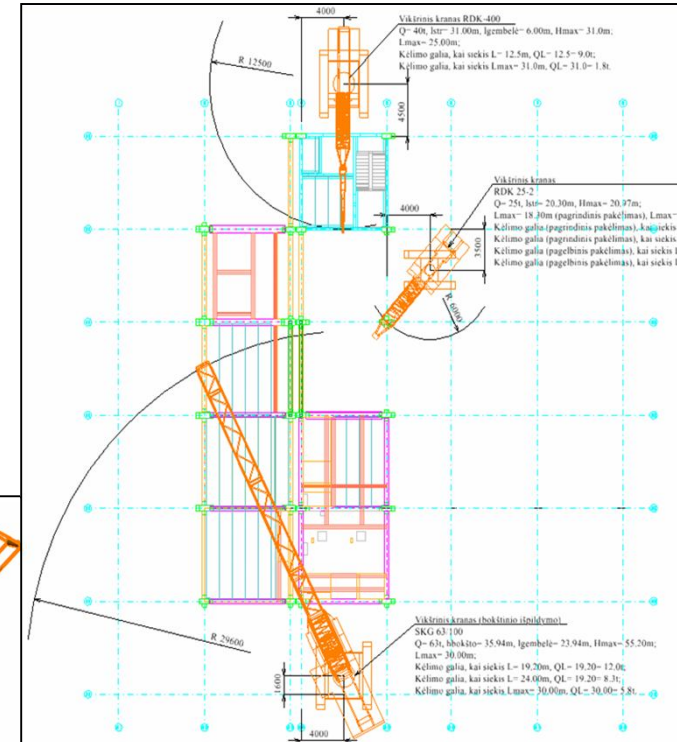 4000
Vikšrinis kranas RDK-400
Q= 40t, lstr= 31.00m, lgembelė= 6.00m, Hmax= 31.0m;
Lmax= 25.00m;
Kėlimo galia, kai siekis L= 12.5m, QL= 12.5= 9.0t;
Kėlimo galia, kai siekis Lmax= 31.0m, QL= 31.0= 1.8t.
R 12500
4500
Vikšrinis kranas
RDK 25-2
Q= 25t, lstr= 20.30m, Hmax= 20.97m;
Lmax= 18.30m (pagrindinis pakėlimas), Lmax=
Kėlimo galia (pagrindinis pakėlimas), kai siekis
Kėlimo galia (pagrindinis pakėlimas), kai siekis
Kėlimo galia (pagelbinis pakėlimas), kai siekis
Kėlimo galia (pagelbinis pakėlimas), kai siekis
4000
3500
R 6000
R 29600
Vikšrinis kranas (bokštinio išpildymo)
SKG 63/100
Q= 63t, hbokšto= 35.94m, lgembelė= 23.94m, Hmax= 55.20m;
Lmax= 30.00m;
Kėlimo galia, kai siekis L= 19.20m, QL= 19.20= 12.0t;
Kėlimo galia, kai siekis L= 24.00m, QL= 19.20= 8.3t;
Kėlimo galia, kai siekis Lmax= 30.00m, QL= 30.00= 5.8t.
1600
4000